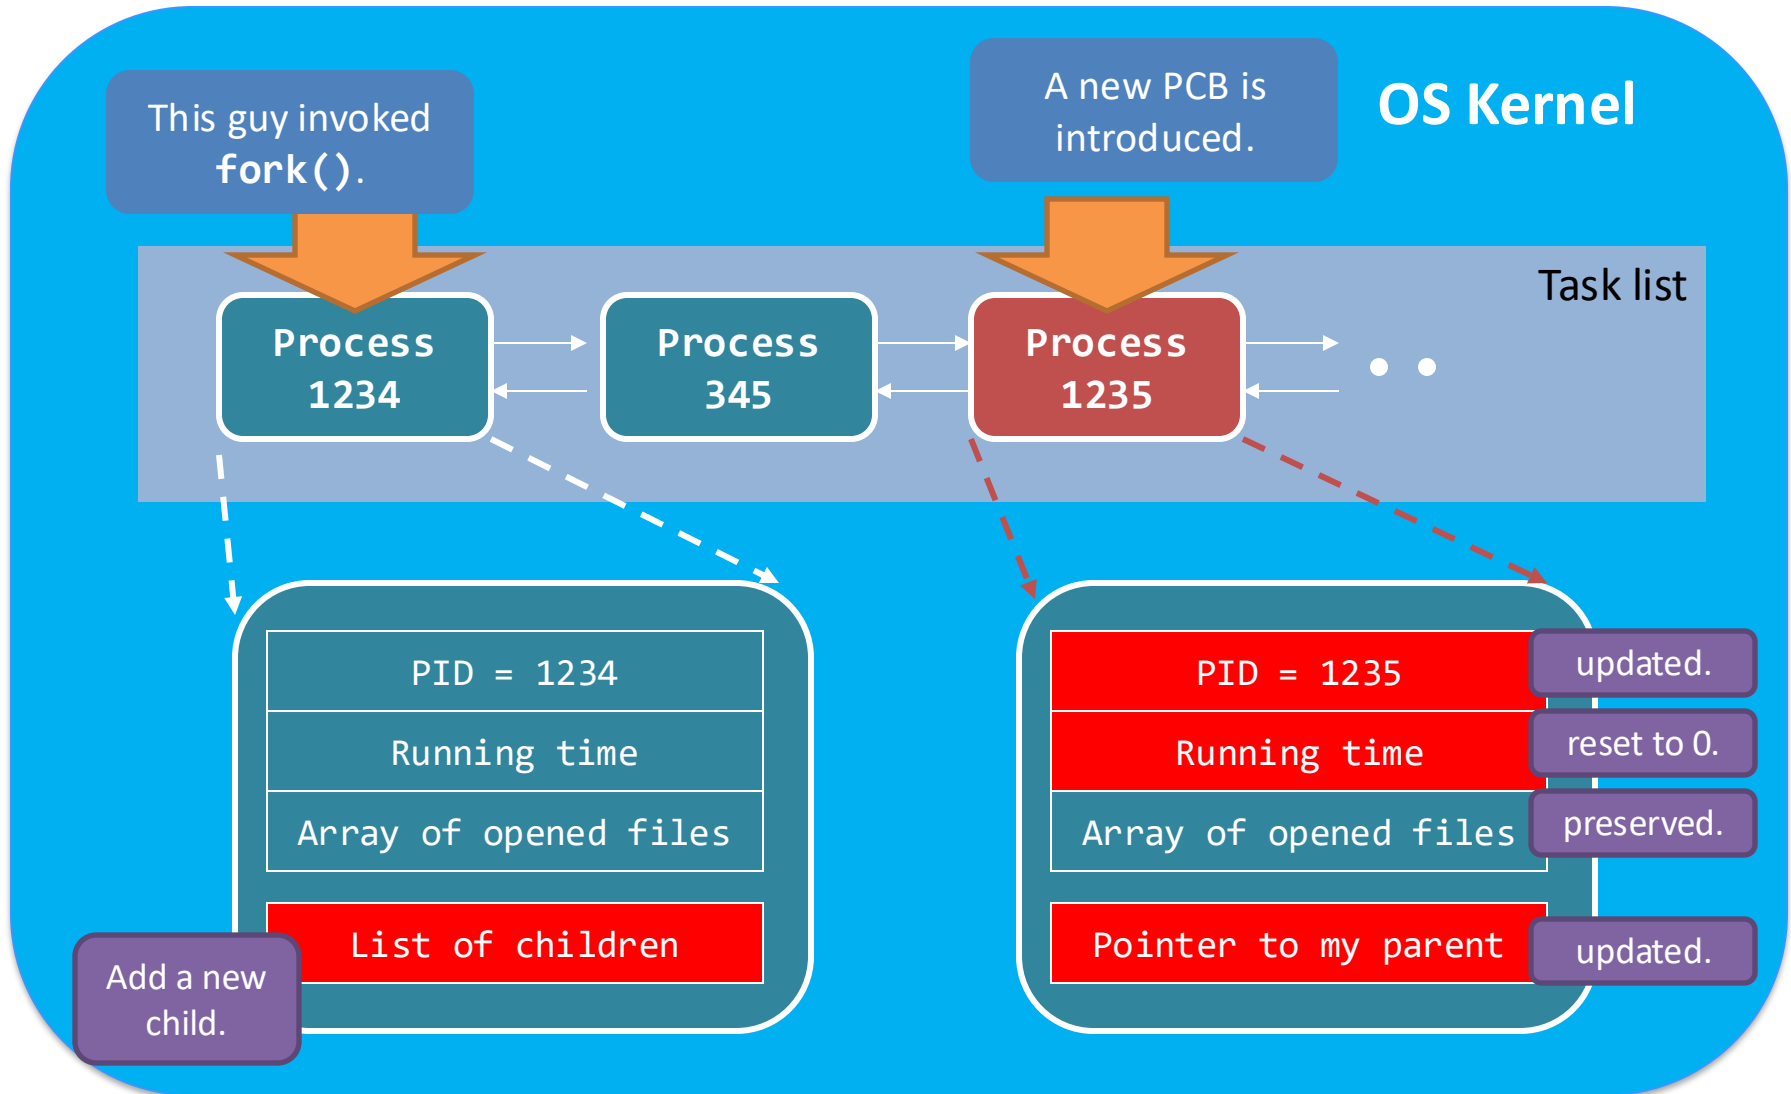 This guy invoked
fork().
A new PCB is
introduced.
OS Kernel
Task list
Process
1234
Process
345
Process
1235
PID = 1234
Running time
Array of opened files
List of children
Add a new
child.
PID = 1235
updated.
Running time
reset to 0.
Array of opened files
preserved.
Pointer to my parent
updated.